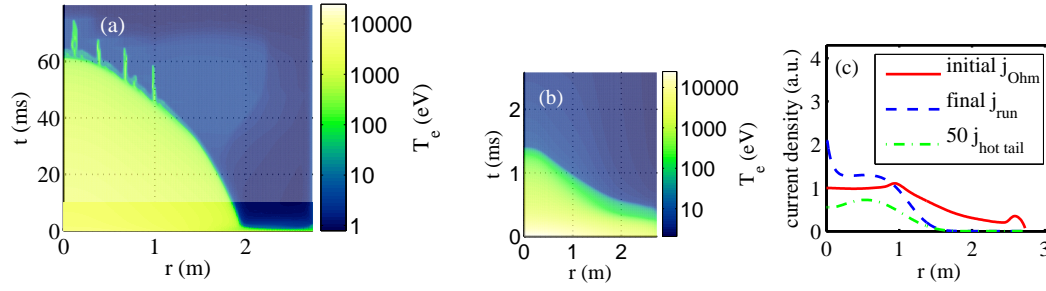 (a)
60
40
20
0
t (ms)
0
1
2
r (m)
10000
1000
100
10
1
T_e (eV)
(b)
2
1
0
t (ms)
0
1
2
r (m)
10000
1000
100
10
T_e (eV)
(c)
initial j_Ohm
final j_run
50 j_hot tail
4
3
2
1
0
current density (a.u.)
0
1
2
3
r (m)